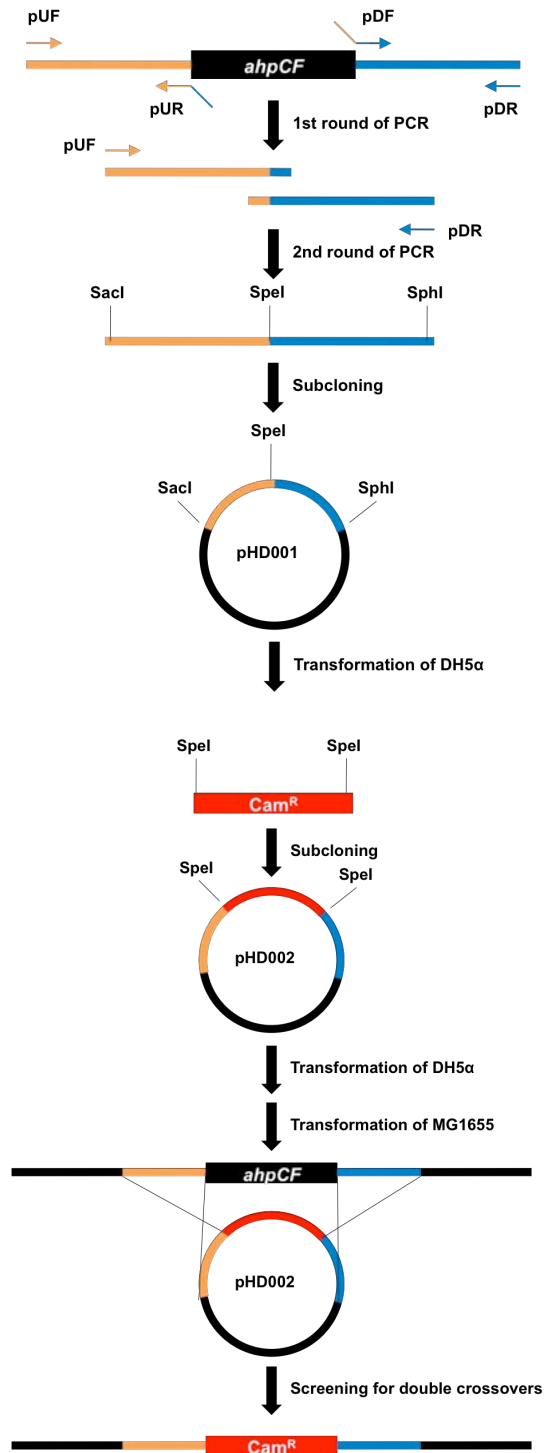 pUF
pDF
ahpCF
pUR
pDR
1st round of PCR
pUF
pDR
2nd round of PCR
SacI
SpeI
SphI
Subcloning
SpeI
SacI
SphI
pHD001
Transformation of DH5α
SpeI
SpeI
Camᴿ
Subcloning
SpeI
SpeI
pHD002
Transformation of DH5α
Transformation of MG1655
ahpCF
pHD002
Screening for double crossovers
Camᴿ